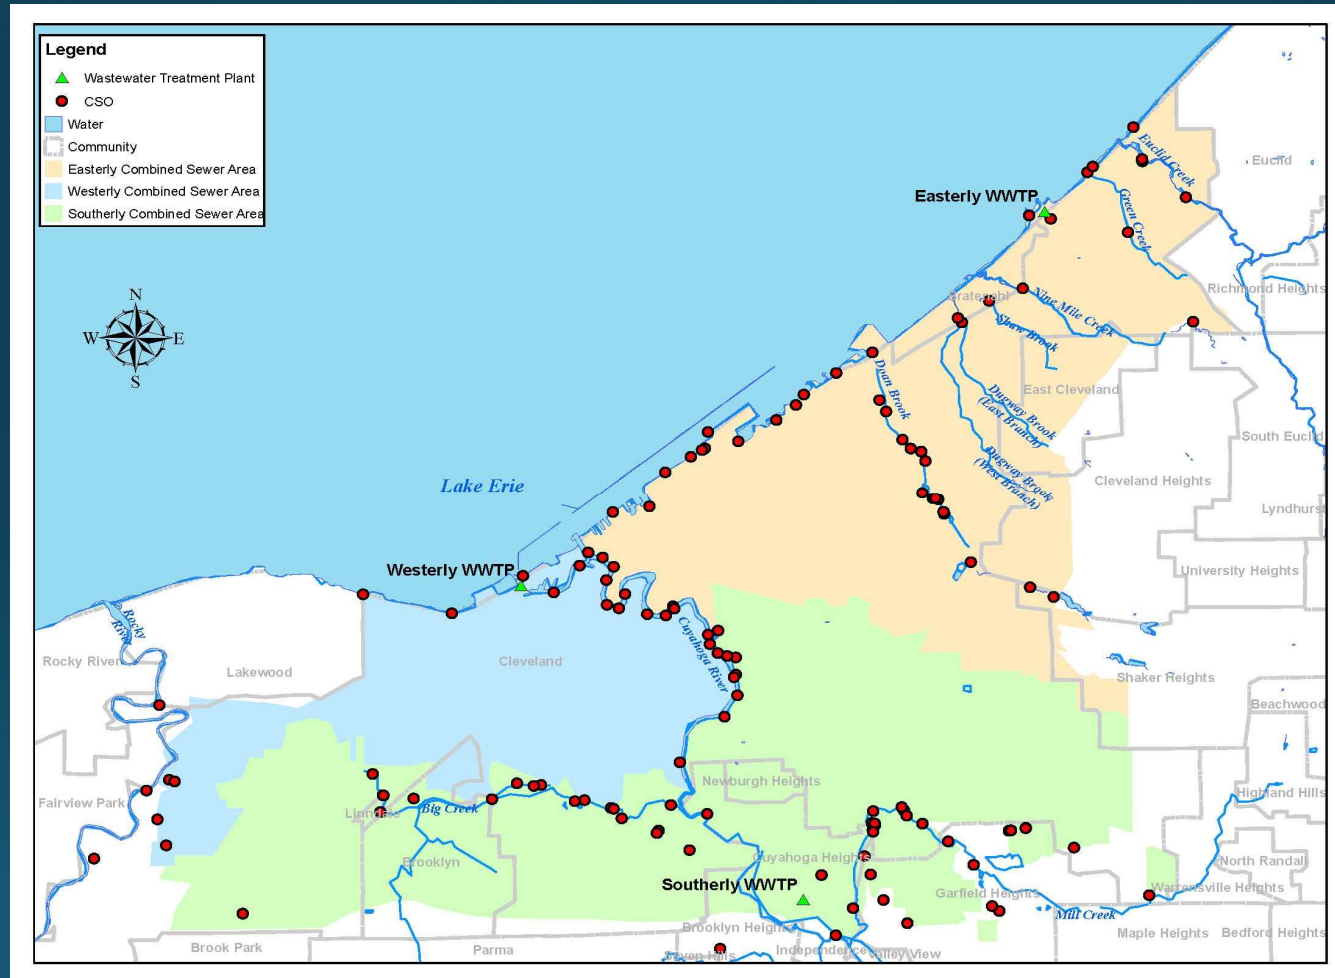 Legend
Wastewater Treatment Plant
CSO
Water
Community
Easterly Combined Sewer Area
Westerly Combined Sewer Area
Southerly Combined Sewer Area
N
W
E
S
Euclid Creek
Euclid
Easterly WWTP
Green Creek
Richmond Heights
Bratenahl
Nine Mile Creek
Shaw Brook
Doan Brook
East Cleveland
Dugway Brook
(East Branch)
South Euclid
Dugway Brook
(West Branch)
Cleveland Heights
Lake Erie
Lyndhurst
Westerly WWTP
University Heights
Rocky
River
Cuyahoga River
Rocky River
Lakewood
Cleveland
Shaker Heights
Beachwood
Newburgh Heights
Highland Hills
Fairview Park
Linndale
Big Creek
Brooklyn
Cuyahoga Heights
North Randall
Southerly WWTP
Garfield Heights
Warrensville Heights
Mill Creek
Brooklyn Heights
Maple Heights
Bedford Heights
Brook Park
Parma
Seven Hills
Independence
Valley View